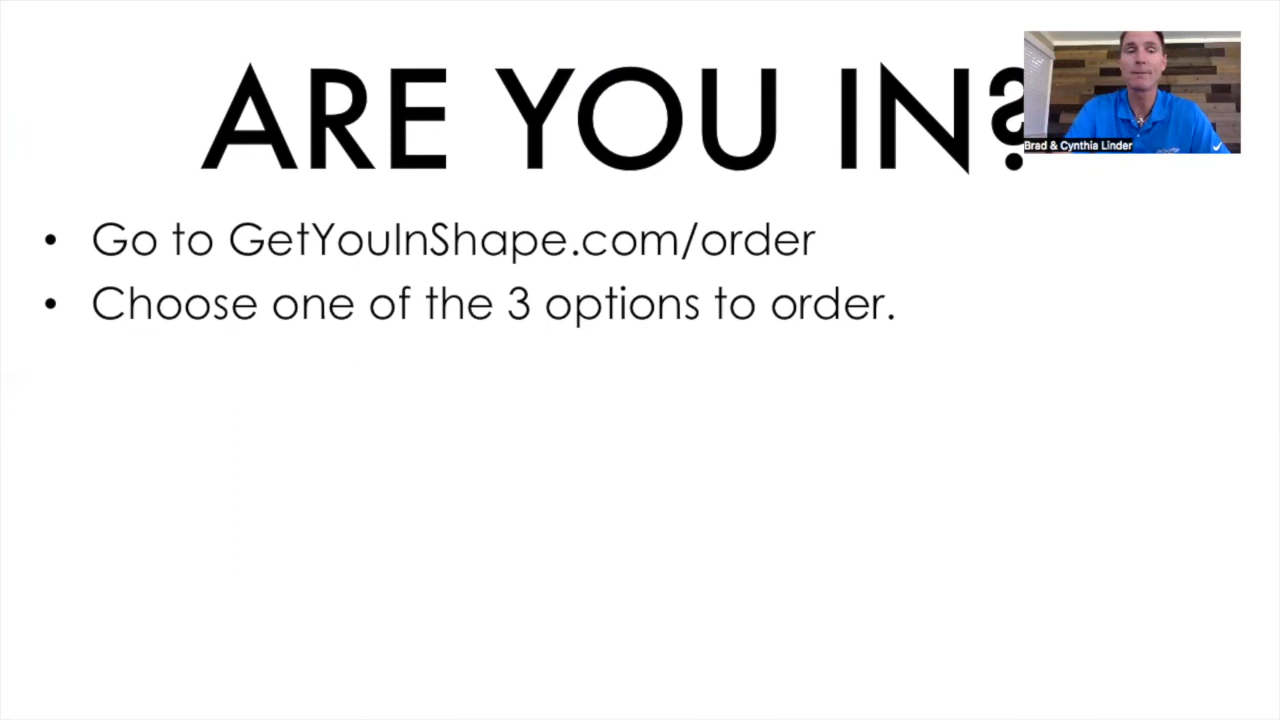 ARE YOU IN?
Brad & Cynthia Linder
• Go to GetYouInShape.com/order
• Choose one of the 3 options to order.